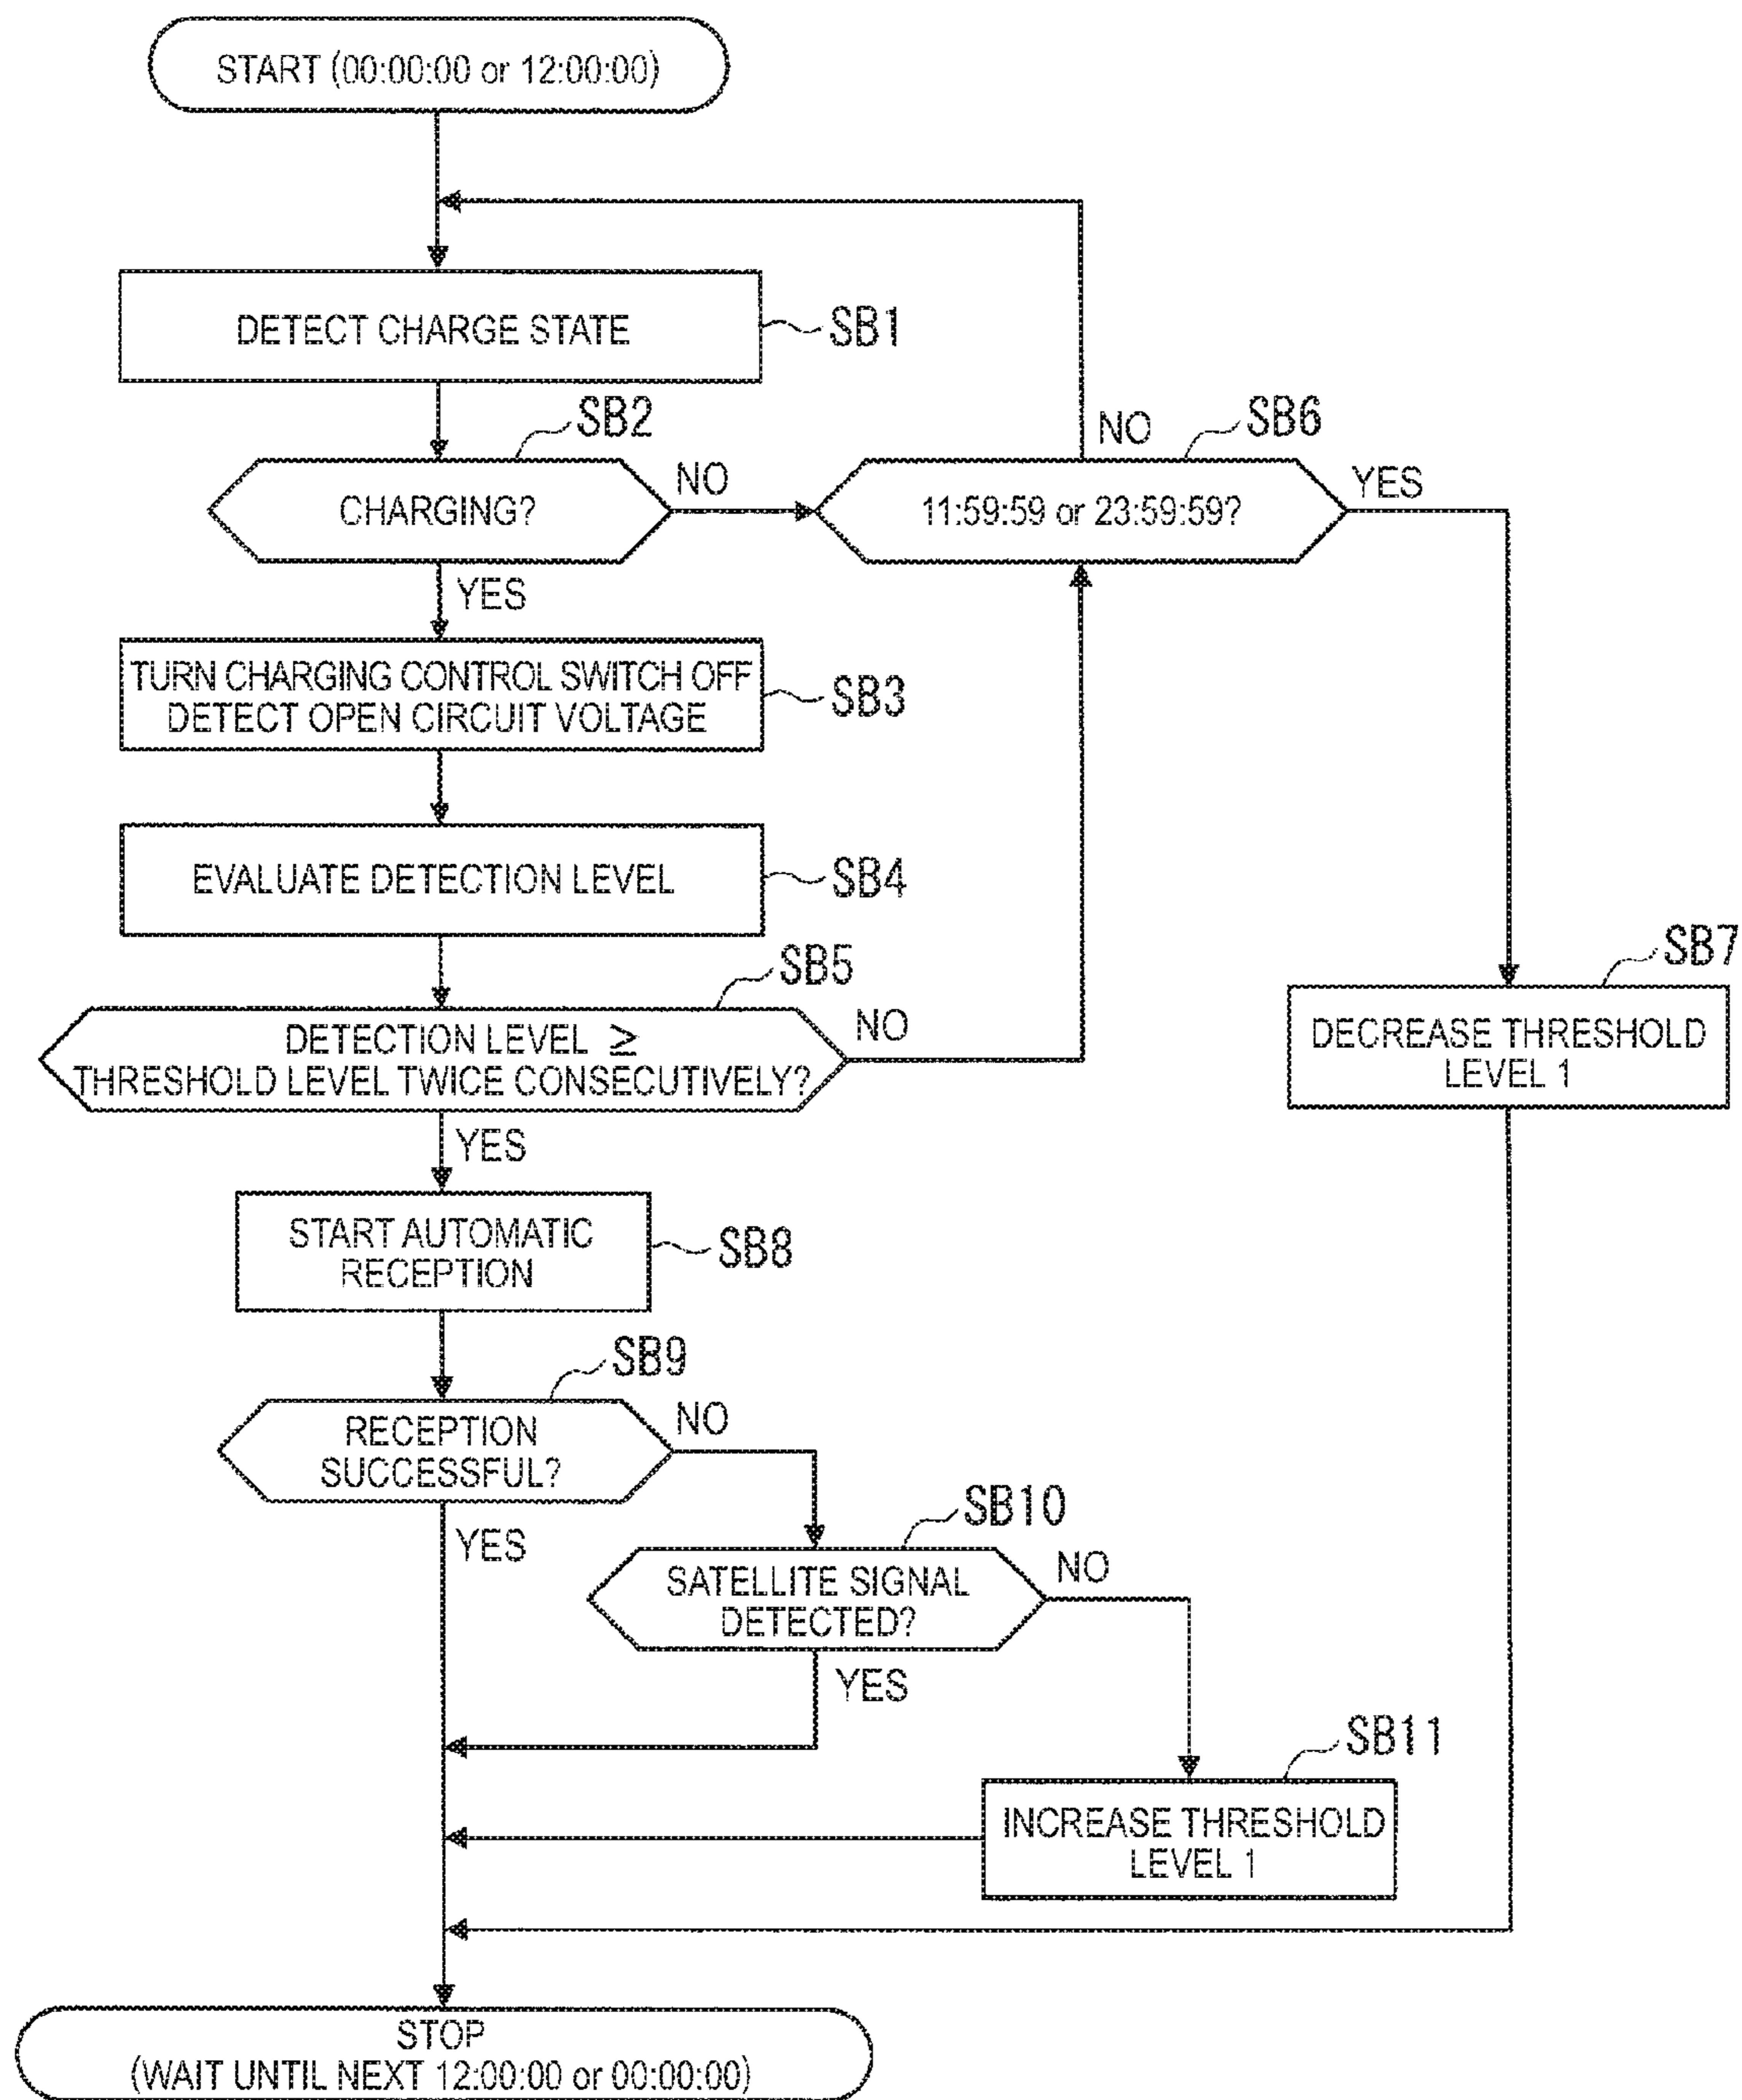 START (00:00:00 or 12:00:00)
DETECT CHARGE STATE
SB1
SB2
CHARGING?
NO
YES
SB6
11:59:59 or 23:59:59?
NO
YES
TURN CHARGING CONTROL SWITCH OFF
DETECT OPEN CIRCUIT VOLTAGE
SB3
EVALUATE DETECTION LEVEL
SB4
SB5
DETECTION LEVEL ≧
THRESHOLD LEVEL TWICE CONSECUTIVELY?
NO
YES
SB7
DECREASE THRESHOLD
LEVEL 1
START AUTOMATIC
RECEPTION
SB8
SB9
RECEPTION
SUCCESSFUL?
NO
YES
SB10
SATELLITE SIGNAL
DETECTED?
NO
YES
SB11
INCREASE THRESHOLD
LEVEL 1
STOP
(WAIT UNTIL NEXT 12:00:00 or 00:00:00)